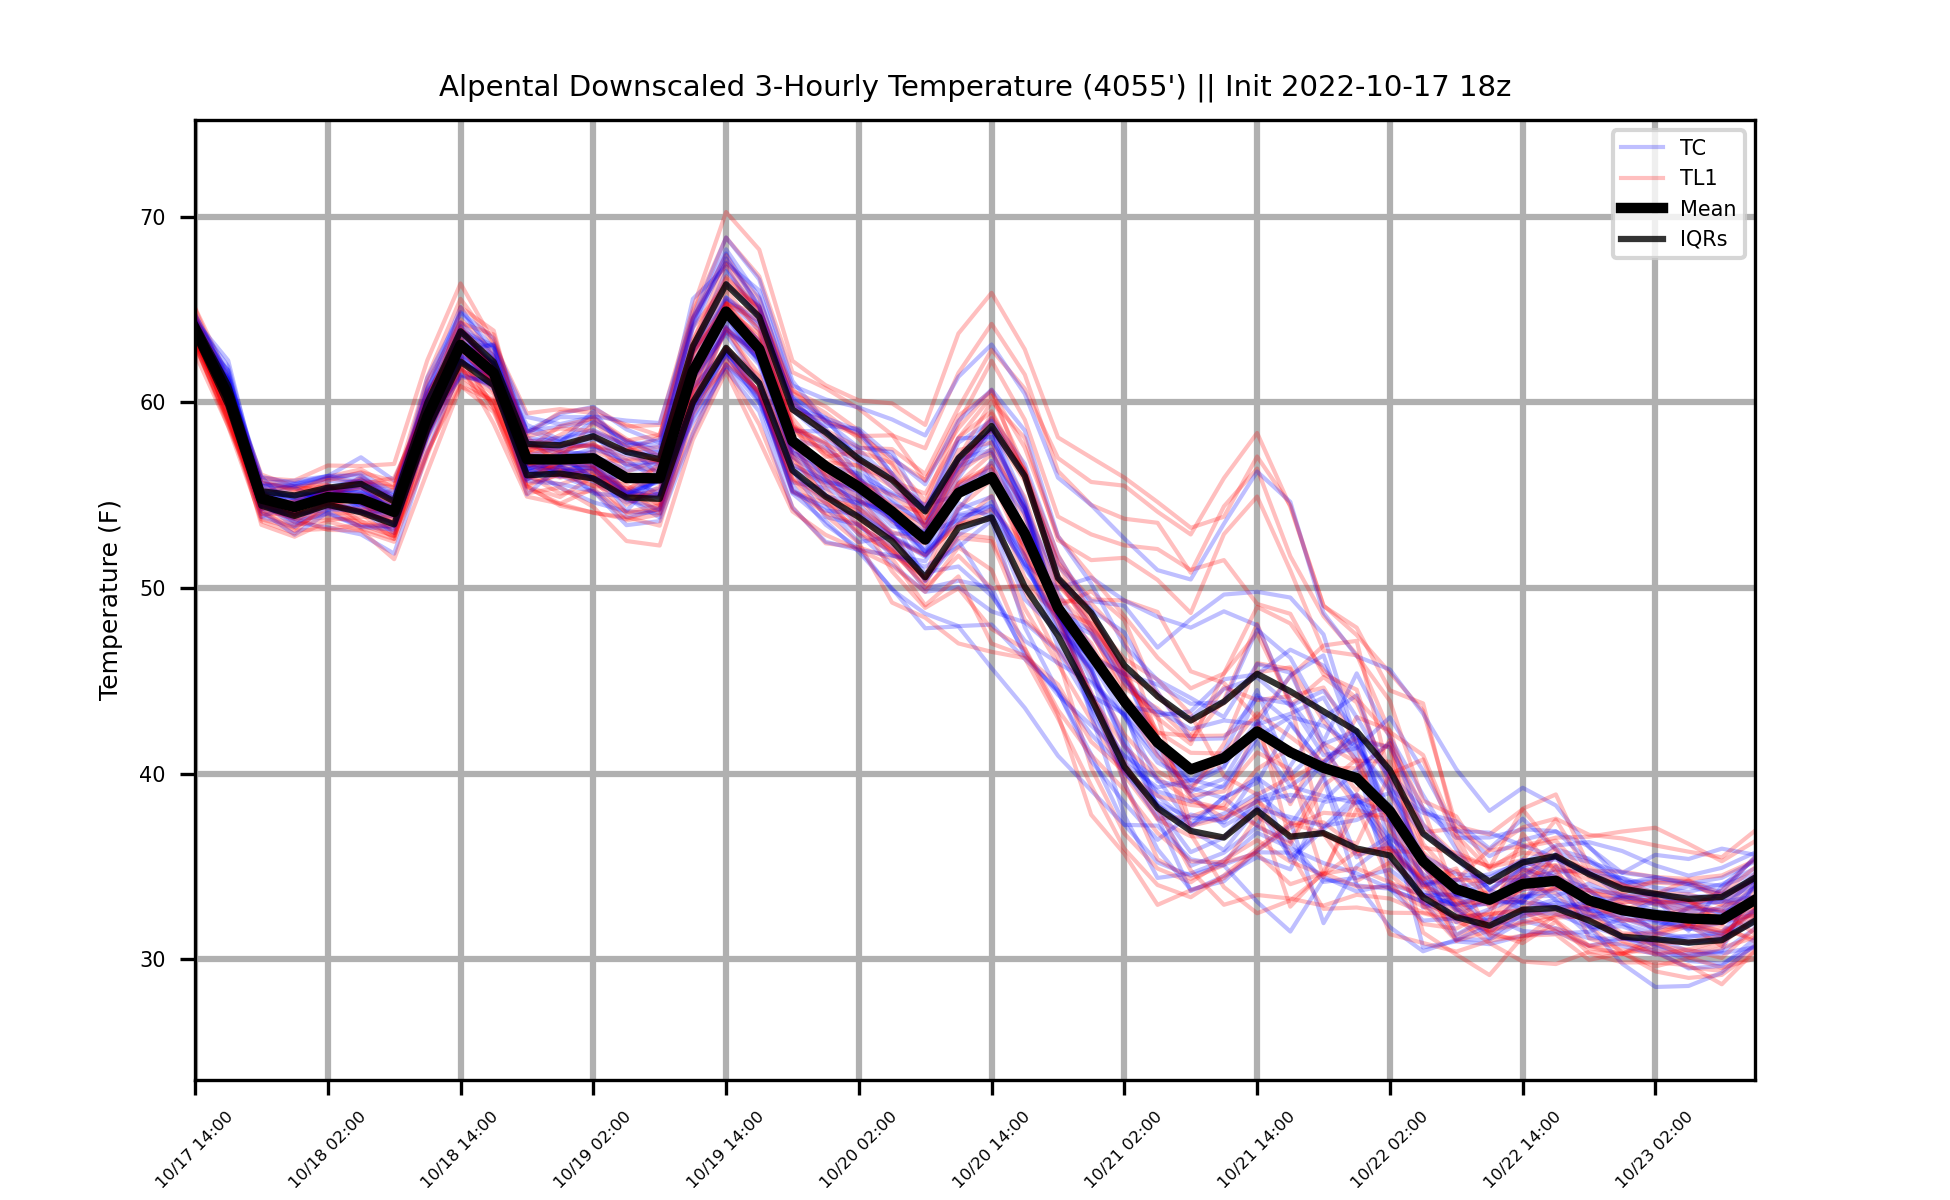 Alpental Downscaled 3-Hourly Temperature (4055') || Init 2022-10-17 18z
TC
TL1
Mean
IQRs
Temperature (F)
70
60
50
40
30
10/17 14:00
10/18 02:00
10/18 14:00
10/19 02:00
10/19 14:00
10/20 02:00
10/20 14:00
10/21 02:00
10/21 14:00
10/22 02:00
10/22 14:00
10/23 02:00